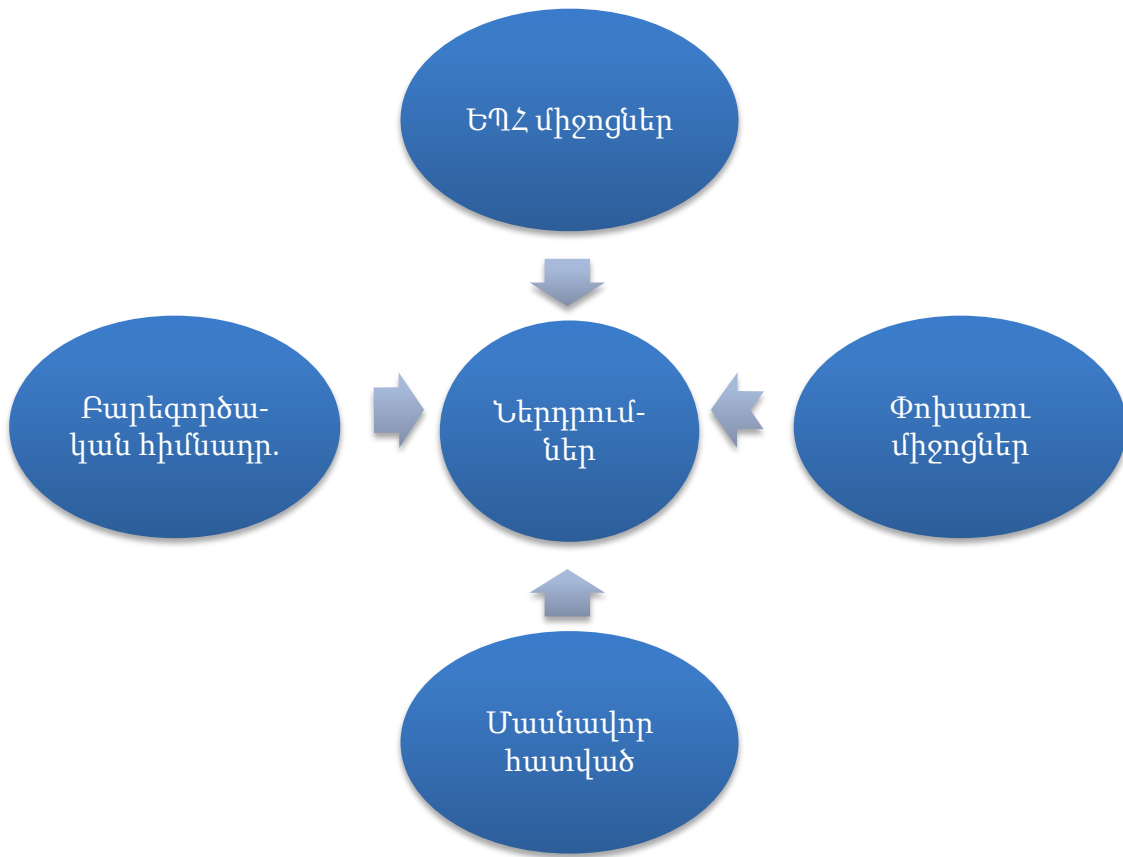 ԵՊՀ միջոցներ
Բարեգործա-
կան հիմնադր.
Ներդրում-
ներ
Փոխառու
միջոցներ
Մասնավոր
հատված